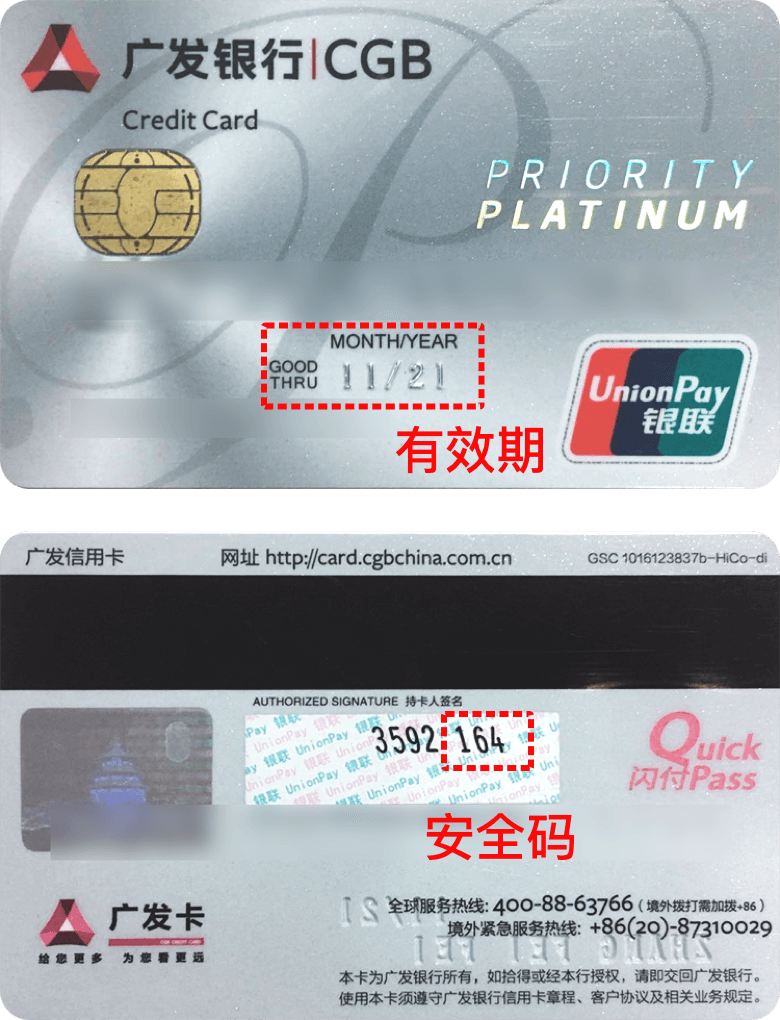 广发银行|CGB
Credit Card
PRIORITY
PLATINUM
MONTH/YEAR
GOOD
THRU 11/21
有效期
UnionPay
银联
广发信用卡 网址 http://card.cgbchina.com.cn GSC 1016123837b-HiCo-di
AUTHORIZED SIGNATURE 持卡人签名
3592 164
Quick
闪付Pass
安全码
广发卡
CGB CREDIT CARD
给您更多 为您看更远
全球服务热线: 400-88-63766 (境外拨打需加拨+86)
境外紧急服务热线: +86(20)-87310029
本卡为广发银行所有，如拾得或经本行授权，请即交回广发银行。
使用本卡须遵守广发银行信用卡章程、客户协议及相关业务规定。